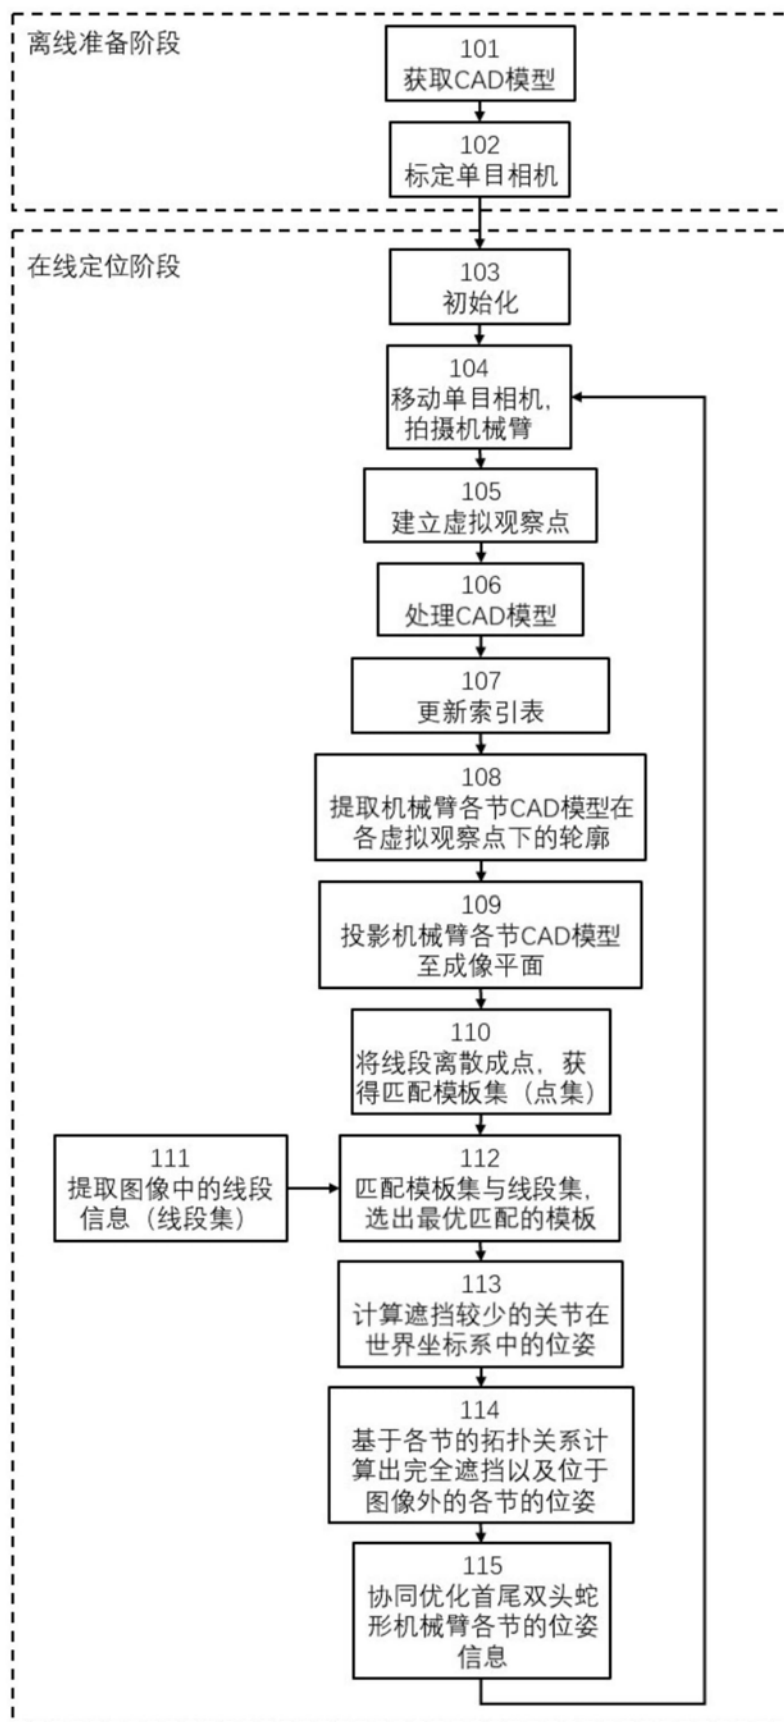 离线准备阶段
101
获取CAD模型
102
标定单目相机
在线定位阶段
103
初始化
104
移动单目相机，
拍摄机械臂
105
建立虚拟观察点
106
处理CAD模型
107
更新索引表
108
提取机械臂各节CAD模型在
各虚拟观察点下的轮廓
109
投影机械臂各节CAD模型
至成像平面
110
将线段离散成点，获
得匹配模板集（点集）
111
提取图像中的线段
信息（线段集）
112
匹配模板集与线段集，
选出最优匹配的模板
113
计算遮挡较少的关节在
世界坐标系中的位姿
114
基于各节的拓扑关系计
算出完全遮挡以及位于
图像外的各节的位姿
115
协同优化首尾双头蛇
形机械臂各节的位姿
信息